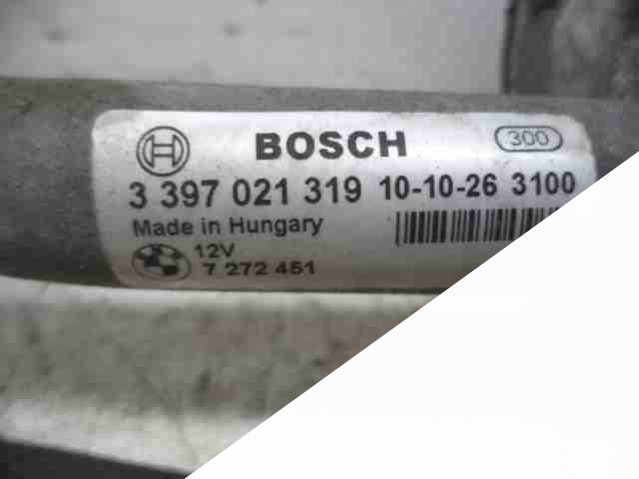 BOSCH 300
3 397 021 319 10-10-26 3100
Made in Hungary
12V
7 272 451